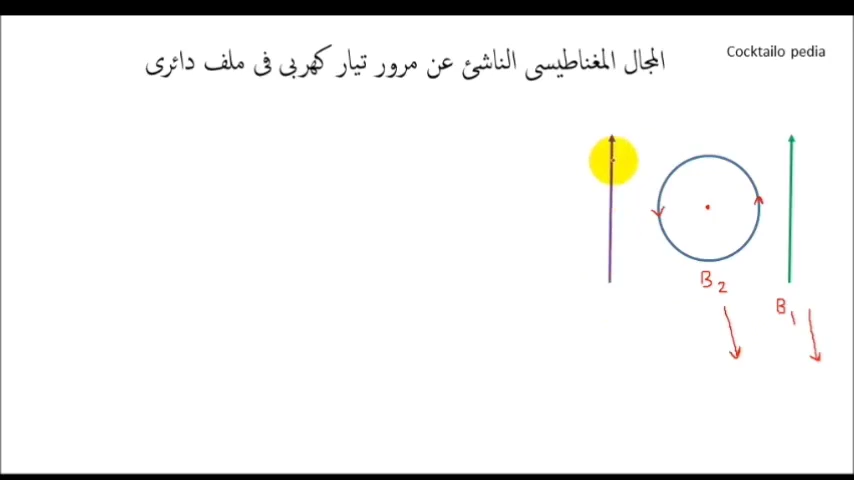 Cocktailo pedia
المجال المغناطيسى الناشئ عن مرور تيار كهربى فى ملف دائرى
B2
B1